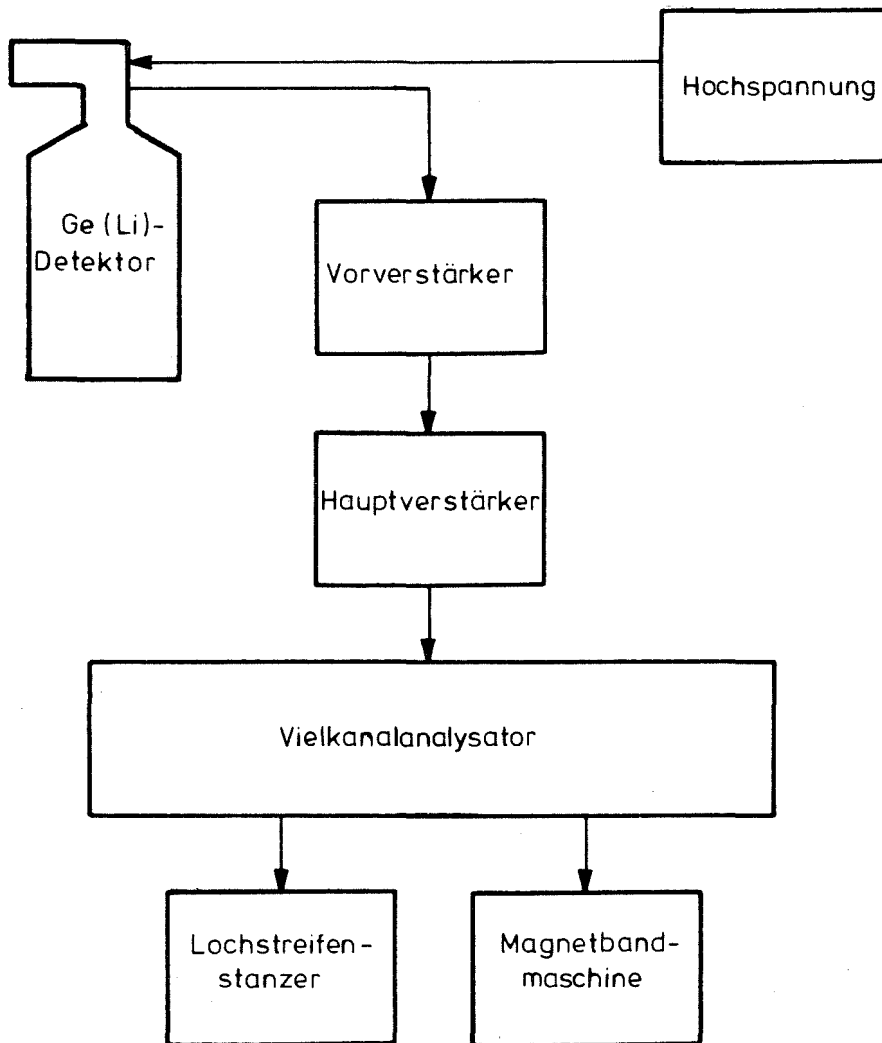 Hochspannung
Ge (Li)-
Detektor
Vorverstärker
Hauptverstärker
Vielkanalanalysator
Lochstreifen-
stanzer
Magnetband-
maschine